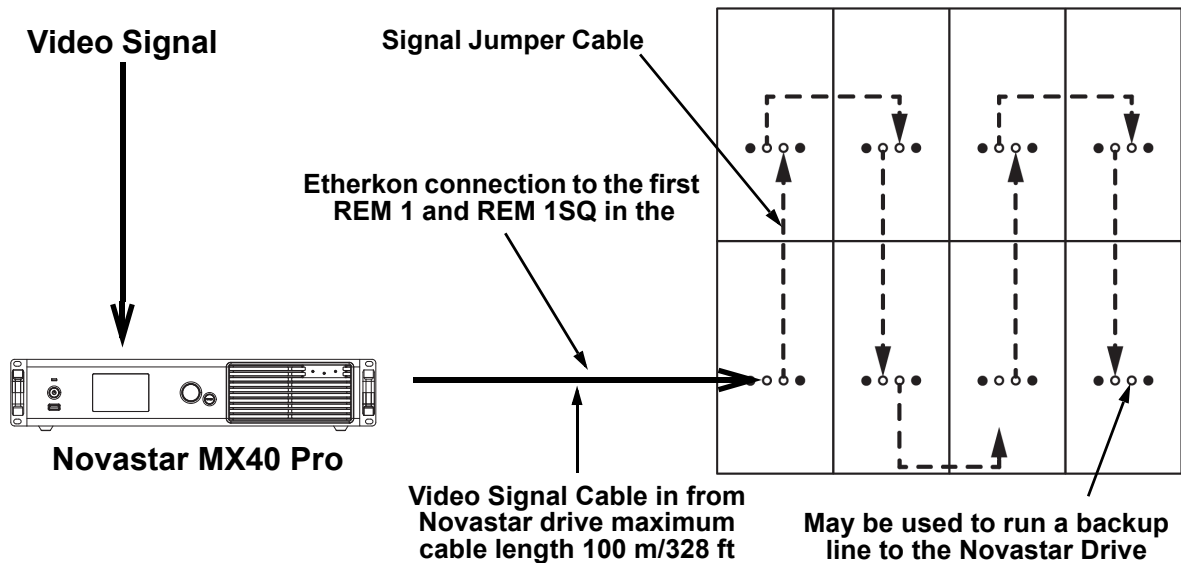 Video Signal
Signal Jumper Cable
Etherkon connection to the first
REM 1 and REM 1SQ in the
Novastar MX40 Pro
Video Signal Cable in from
Novastar drive maximum
cable length 100 m/328 ft
May be used to run a backup
line to the Novastar Drive